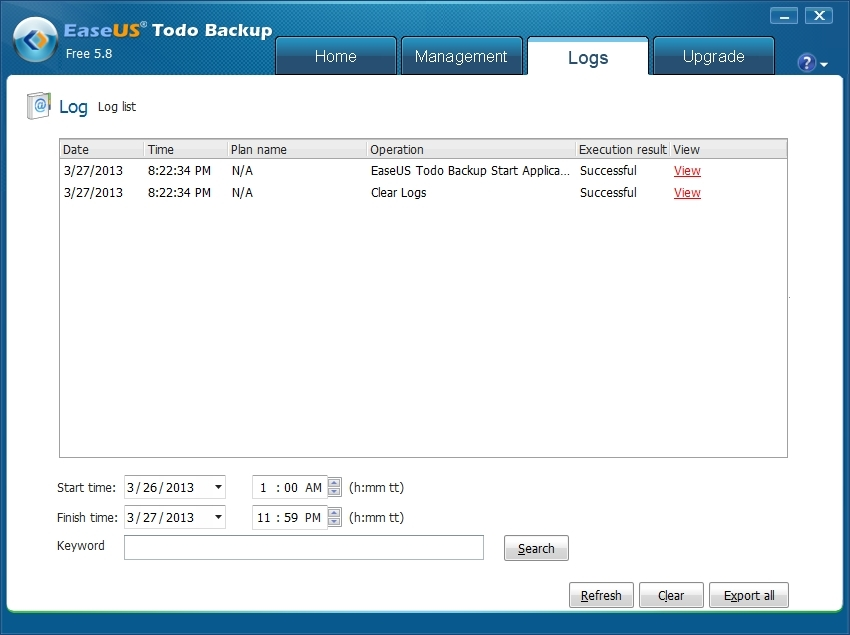 EaseUS® Todo Backup
Free 5.8
Home Management Logs Upgrade
?
Log Log list
Date Time Plan name Operation Execution result View
3/27/2013 8:22:34 PM N/A EaseUS Todo Backup Start Applica... Successful View
3/27/2013 8:22:34 PM N/A Clear Logs Successful View
Start time: 3/26/2013 1 : 00 AM (h:mm tt)
Finish time: 3/27/2013 11 : 59 PM (h:mm tt)
Keyword Search
Refresh Clear Export all